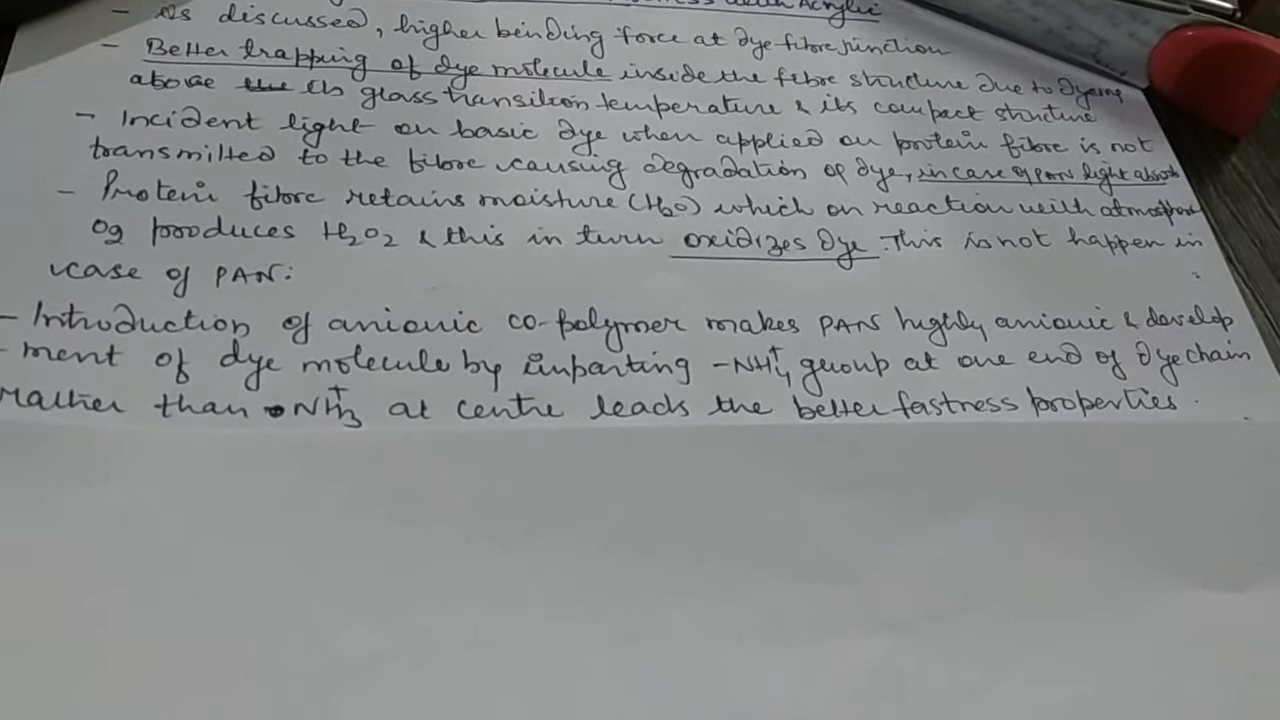 with Acrylic
- As discussed, higher beinding force at dye fibre junction
- Better trapping of dye molecule inside the fibre structure due to dyeing
above its glass transition temperature & its compact structure
- Incident light on basic dye when applied on protein fibre is not
transmitted to the fibre causing degradation of dye, in case of PAN light absorb
- Protein fibre retains moisture (H2O) which on reaction with atmospheric
O2 produces H2O2 & this in turn oxidizes dye. This is not happen in
case of PAN.
- Introduction of anionic co-polymer makes PAN highly anionic & develop
-ment of dye molecule by imparting -NH4+ group at one end of dye chain
rather than NH3+ at centre leads the better fastness properties.